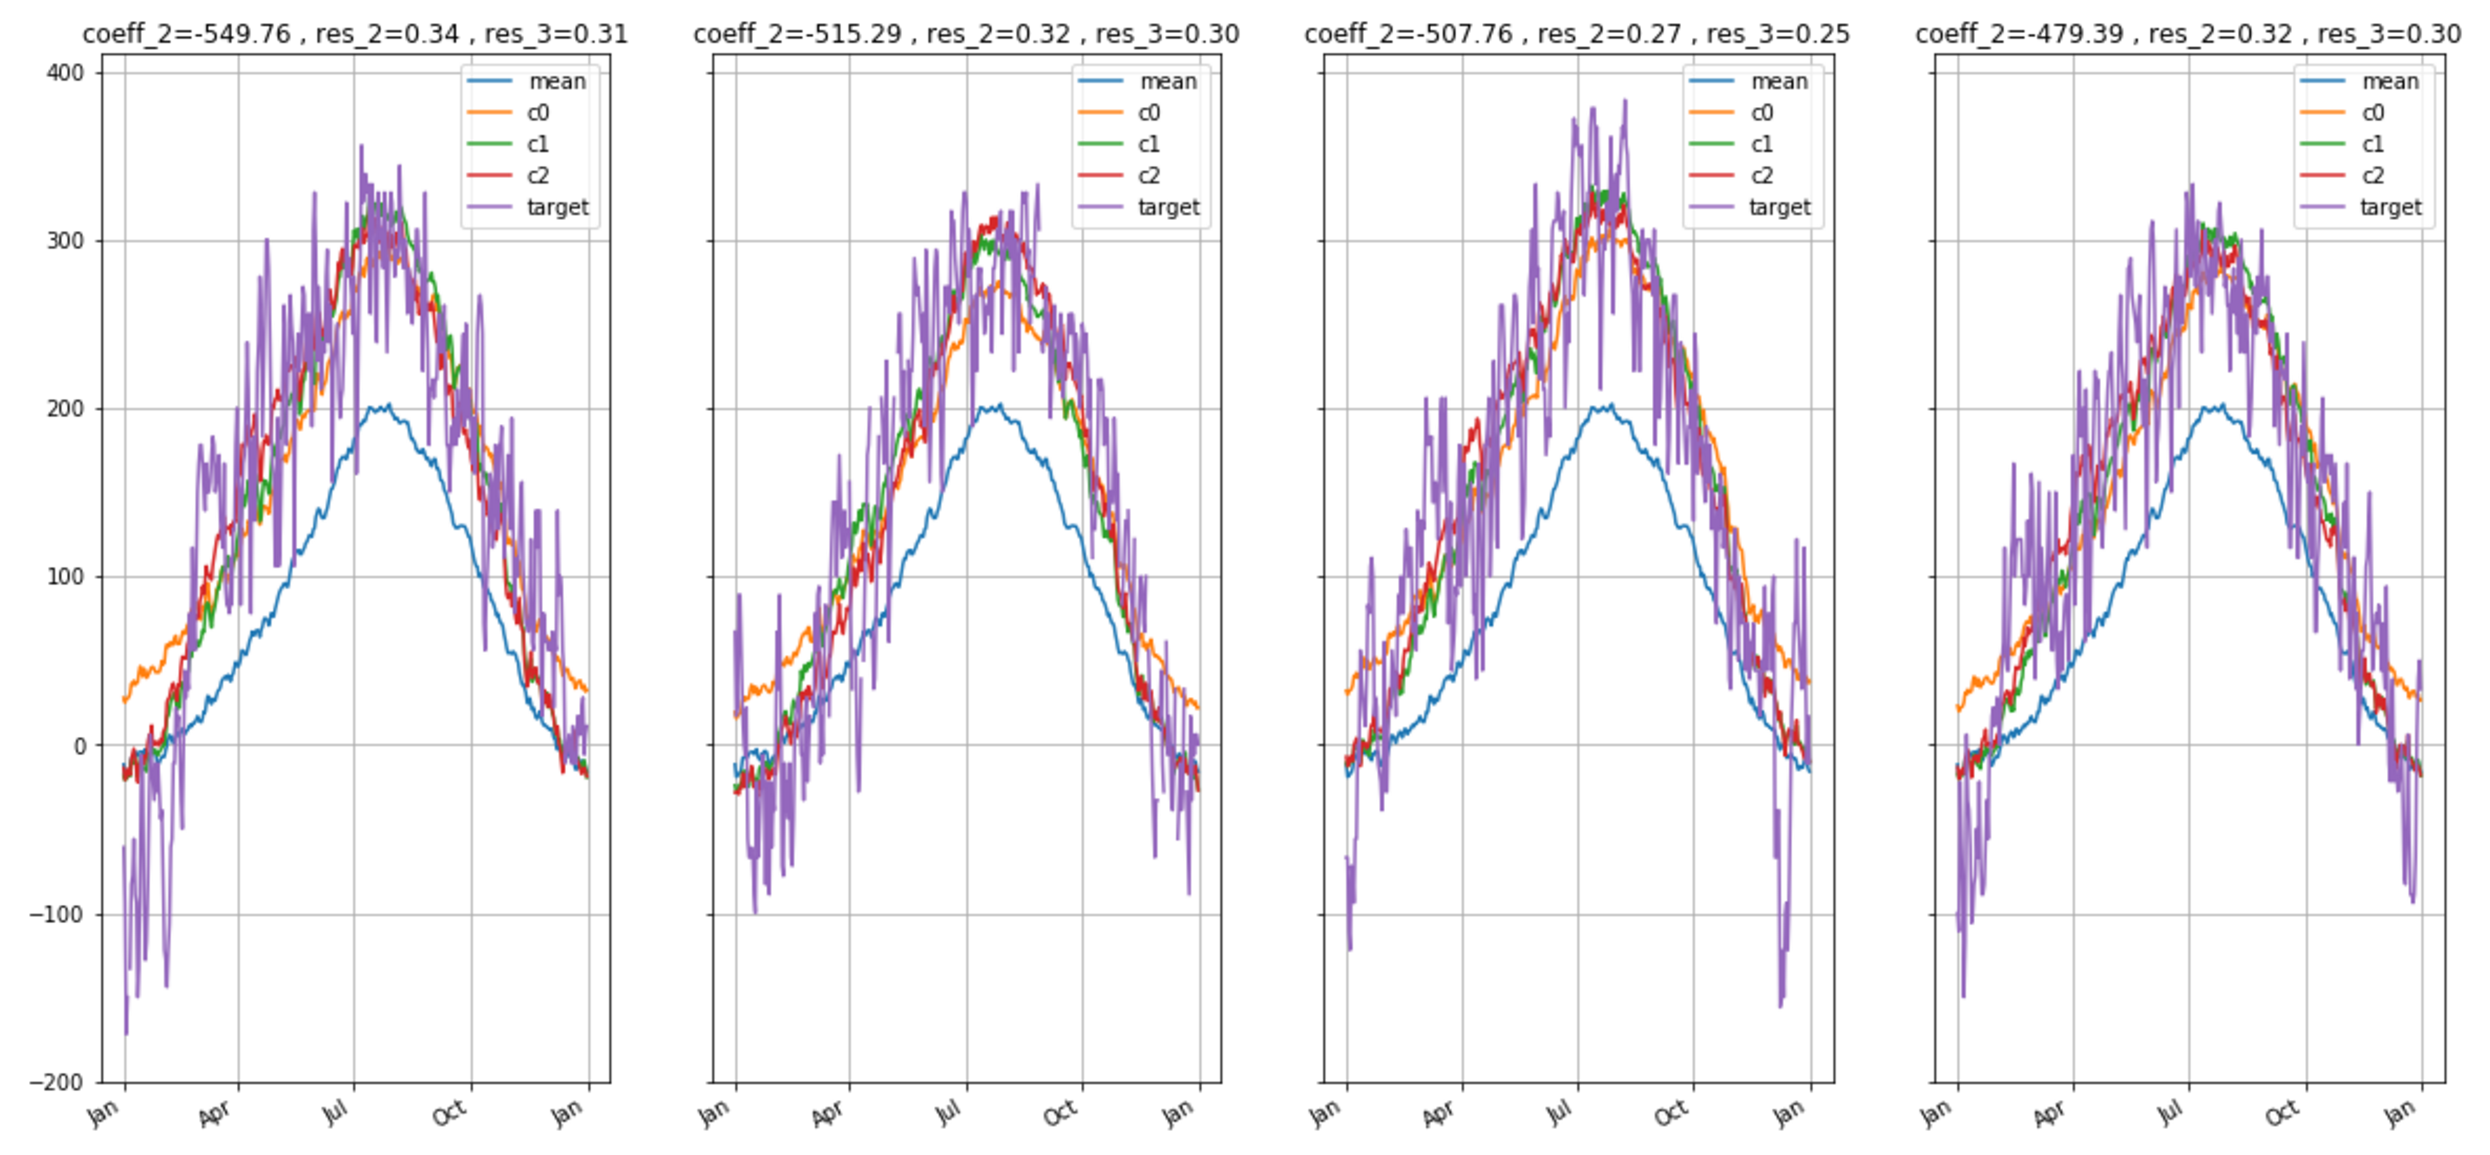 coeff_2=-549.76 , res_2=0.34 , res_3=0.31
400
300
200
100
0
−100
−200
mean
c0
c1
c2
target
Jan
Apr
Jul
Oct
Jan
coeff_2=-515.29 , res_2=0.32 , res_3=0.30
mean
c0
c1
c2
target
Jan
Apr
Jul
Oct
Jan
coeff_2=-507.76 , res_2=0.27 , res_3=0.25
mean
c0
c1
c2
target
Jan
Apr
Jul
Oct
Jan
coeff_2=-479.39 , res_2=0.32 , res_3=0.30
mean
c0
c1
c2
target
Jan
Apr
Jul
Oct
Jan